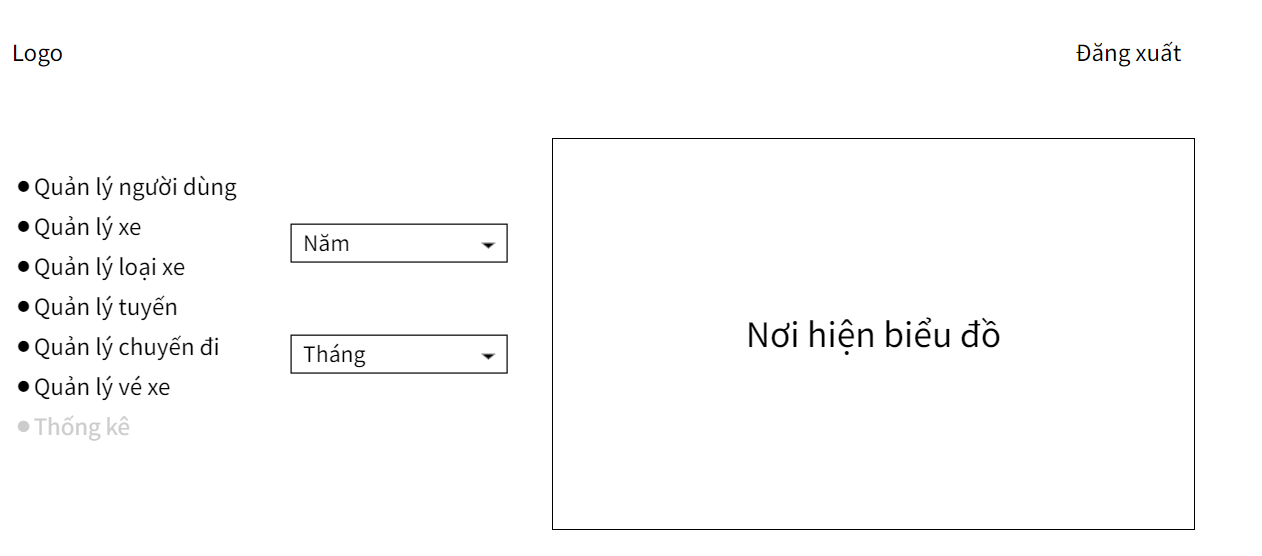 Logo
Đăng xuất
Quản lý người dùng
Quản lý xe
Quản lý loại xe
Quản lý tuyến
Quản lý chuyến đi
Quản lý vé xe
Thống kê
Năm
Tháng
Nơi hiện biểu đồ